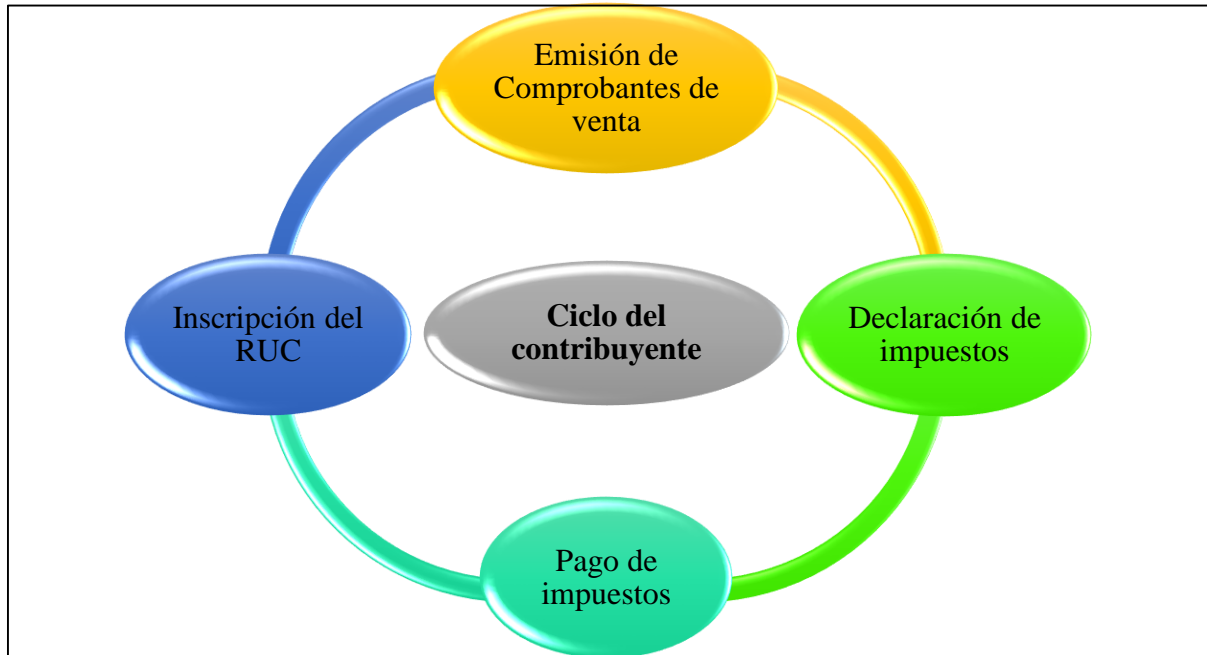 Emisión de
Comprobantes de
venta
Inscripción del
RUC
Ciclo del
contribuyente
Declaración de
impuestos
Pago de
impuestos